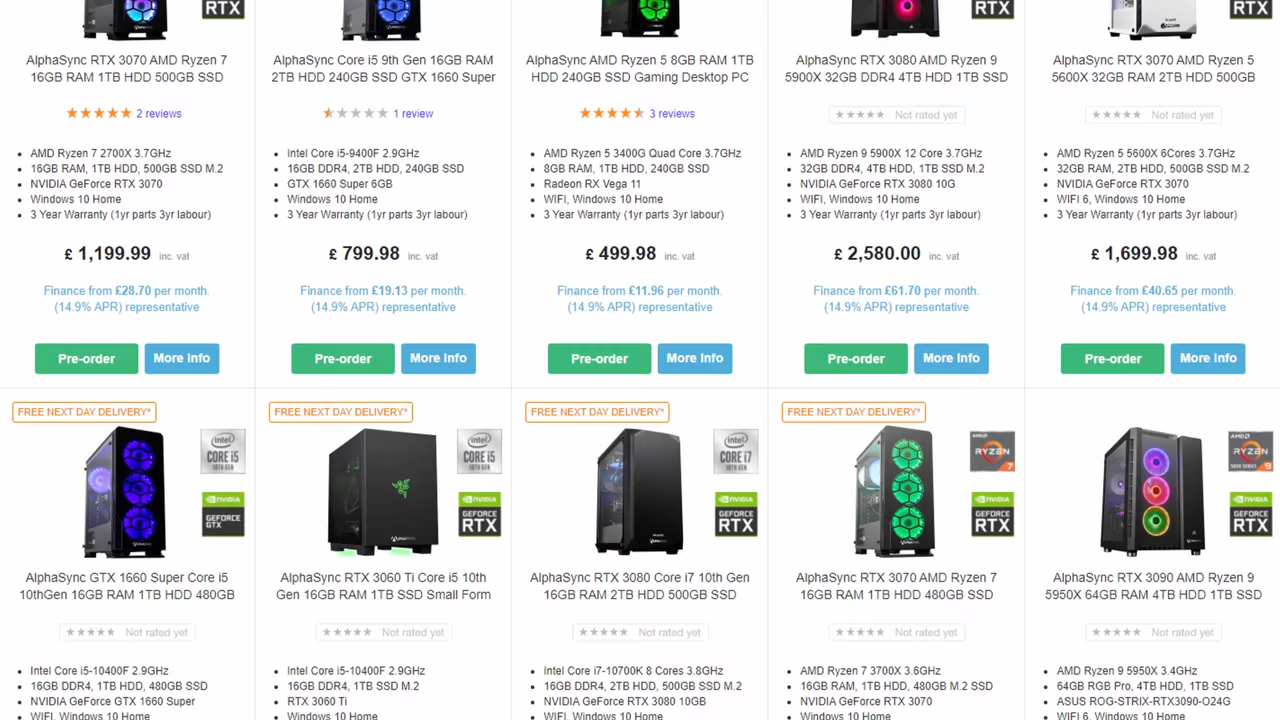 RTX
RTX
RTX
AlphaSync RTX 3070 AMD Ryzen 7
16GB RAM 1TB HDD 500GB SSD
2 reviews
AMD Ryzen 7 2700X 3.7GHz
16GB RAM, 1TB HDD, 500GB SSD M.2
NVIDIA GeForce RTX 3070
Windows 10 Home
3 Year Warranty (1yr parts 3yr labour)
£ 1,199.99 inc. vat
Finance from £28.70 per month.
(14.9% APR) representative
Pre-order More Info
AlphaSync Core i5 9th Gen 16GB RAM
2TB HDD 240GB SSD GTX 1660 Super
1 review
Intel Core i5-9400F 2.9GHz
16GB DDR4, 2TB HDD, 240GB SSD
GTX 1660 Super 6GB
Windows 10 Home
3 Year Warranty (1yr parts 3yr labour)
£ 799.98 inc. vat
Finance from £19.13 per month.
(14.9% APR) representative
Pre-order More Info
AlphaSync AMD Ryzen 5 8GB RAM 1TB
HDD 240GB SSD Gaming Desktop PC
3 reviews
AMD Ryzen 5 3400G Quad Core 3.7GHz
8GB RAM, 1TB HDD, 240GB SSD
Radeon RX Vega 11
WIFI, Windows 10 Home
3 Year Warranty (1yr parts 3yr labour)
£ 499.98 inc. vat
Finance from £11.96 per month.
(14.9% APR) representative
Pre-order More Info
AlphaSync RTX 3080 AMD Ryzen 9
5900X 32GB DDR4 4TB HDD 1TB SSD
Not rated yet
AMD Ryzen 9 5900X 12 Core 3.7GHz
32GB DDR4, 4TB HDD, 1TB SSD M.2
NVIDIA GeForce RTX 3080 10G
WIFI, Windows 10 Home
3 Year Warranty (1yr parts 3yr labour)
£ 2,580.00 inc. vat
Finance from £61.70 per month.
(14.9% APR) representative
Pre-order More Info
AlphaSync RTX 3070 AMD Ryzen 5
5600X 32GB RAM 2TB HDD 500GB
Not rated yet
AMD Ryzen 5 5600X 6Cores 3.7GHz
32GB RAM, 2TB HDD, 500GB SSD M.2
NVIDIA GeForce RTX 3070
WIFI 6, Windows 10 Home
3 Year Warranty (1yr parts 3yr labour)
£ 1,699.98 inc. vat
Finance from £40.65 per month.
(14.9% APR) representative
Pre-order More Info
FREE NEXT DAY DELIVERY*
intel
CORE i5
10TH GEN
NVIDIA
GEFORCE
GTX
AlphaSync GTX 1660 Super Core i5
10thGen 16GB RAM 1TB HDD 480GB
Not rated yet
Intel Core i5-10400F 2.9GHz
16GB DDR4, 1TB HDD, 480GB SSD
NVIDIA GeForce GTX 1660 Super
WIFI, Windows 10 Home
FREE NEXT DAY DELIVERY*
intel
CORE i5
10TH GEN
NVIDIA
GEFORCE
RTX
AlphaSync RTX 3060 Ti Core i5 10th
Gen 16GB RAM 1TB SSD Small Form
Not rated yet
Intel Core i5-10400F 2.9GHz
16GB DDR4, 1TB SSD M.2
RTX 3060 Ti
Windows 10 Home
FREE NEXT DAY DELIVERY*
intel
CORE i7
10TH GEN
NVIDIA
GEFORCE
RTX
AlphaSync RTX 3080 Core i7 10th Gen
16GB RAM 2TB HDD 500GB SSD
Not rated yet
Intel Core i7-10700K 8 Cores 3.8GHz
16GB DDR4, 2TB HDD, 500GB SSD M.2
NVIDIA GeForce RTX 3080 10GB
WIFI, Windows 10 Home
FREE NEXT DAY DELIVERY*
AMD
RYZEN
7
NVIDIA
GEFORCE
RTX
AlphaSync RTX 3070 AMD Ryzen 7
16GB RAM 1TB HDD 480GB SSD
Not rated yet
AMD Ryzen 7 3700X 3.6GHz
16GB RAM, 1TB HDD, 480GB M.2 SSD
NVIDIA GeForce RTX 3070
Windows 10 Home
AMD
RYZEN
9
NVIDIA
GEFORCE
RTX
AlphaSync RTX 3090 AMD Ryzen 9
5950X 64GB RAM 4TB HDD 1TB SSD
Not rated yet
AMD Ryzen 9 5950X 3.4GHz
64GB RGB Pro, 4TB HDD, 1TB SSD
ASUS ROG-STRIX-RTX3090-O24G
WIFI 6, Windows 10 Home